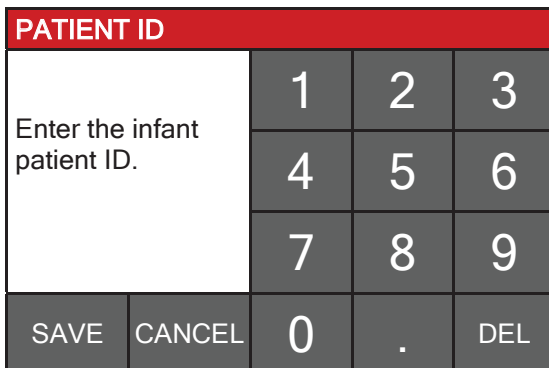 PATIENT ID
Enter the infant
patient ID.
1 2 3
4 5 6
7 8 9
SAVE CANCEL 0 . DEL